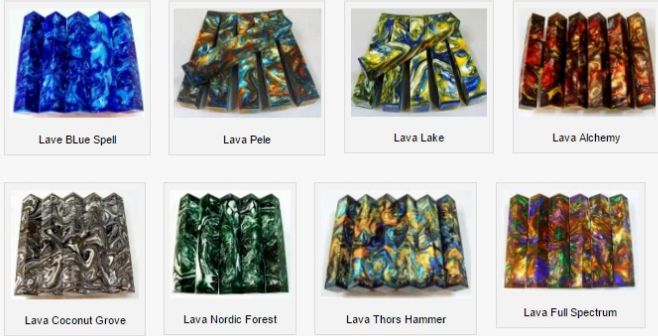 Lave BLue Spell
Lava Pele
Lava Lake
Lava Alchemy
Lava Coconut Grove
Lava Nordic Forest
Lava Thors Hammer
Lava Full Spectrum